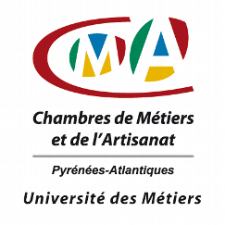 CMA
Chambres de Métiers
et de l'Artisanat
Pyrénées-Atlantiques
Université des Métiers